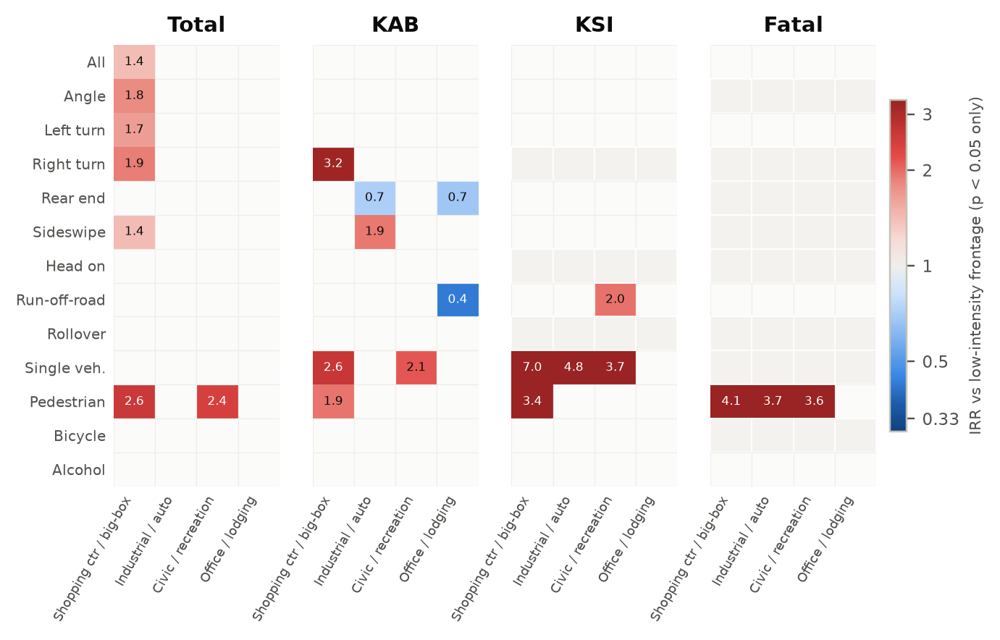 Total KAB KSI Fatal
All 1.4
Angle 1.8
Left turn 1.7
Right turn 1.9 3.2
Rear end 0.7 0.7
Sideswipe 1.4 1.9
Head on
Run-off-road 0.4 2.0
Rollover
Single veh. 2.6 2.1 7.0 4.8 3.7
Pedestrian 2.6 2.4 1.9 3.4 4.1 3.7 3.6
Bicycle
Alcohol
Shopping ctr / big-box
Industrial / auto
Civic / recreation
Office / lodging
Shopping ctr / big-box
Industrial / auto
Civic / recreation
Office / lodging
Shopping ctr / big-box
Industrial / auto
Civic / recreation
Office / lodging
Shopping ctr / big-box
Industrial / auto
Civic / recreation
Office / lodging
3
2
1
0.5
0.33
IRR vs low-intensity frontage (p < 0.05 only)